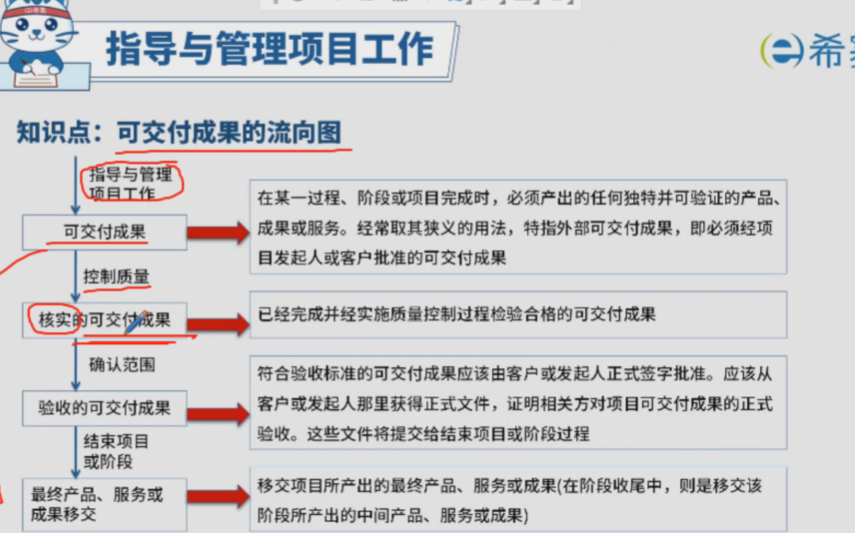 指导与管理项目工作
希赛
知识点：可交付成果的流向图
指导与管理
项目工作
可交付成果
在某一过程、阶段或项目完成时，必须产出的任何独特并可验证的产品、
成果或服务。经常取其狭义的用法，特指外部可交付成果，即必须经项
目发起人或客户批准的可交付成果
控制质量
核实的可交付成果
已经完成并经实施质量控制过程检验合格的可交付成果
确认范围
验收的可交付成果
符合验收标准的可交付成果应该由客户或发起人正式签字批准。应该从
客户或发起人那里获得正式文件，证明相关方对项目可交付成果的正式
验收。这些文件将提交给结束项目或阶段过程
结束项目
或阶段
最终产品、服务或
成果移交
移交项目所产出的最终产品、服务或成果(在阶段收尾中，则是移交该
阶段所产出的中间产品、服务或成果)